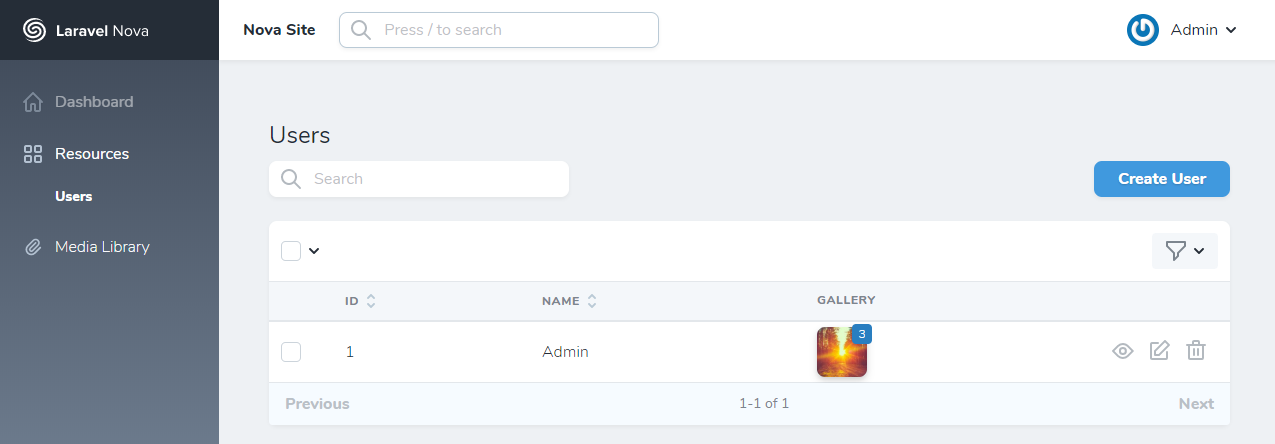 Laravel Nova
Nova Site
Press / to search
Admin
Dashboard
Resources
Users
Media Library
Users
Search
Create User
ID
NAME
GALLERY
1
Admin
3
Previous
1-1 of 1
Next